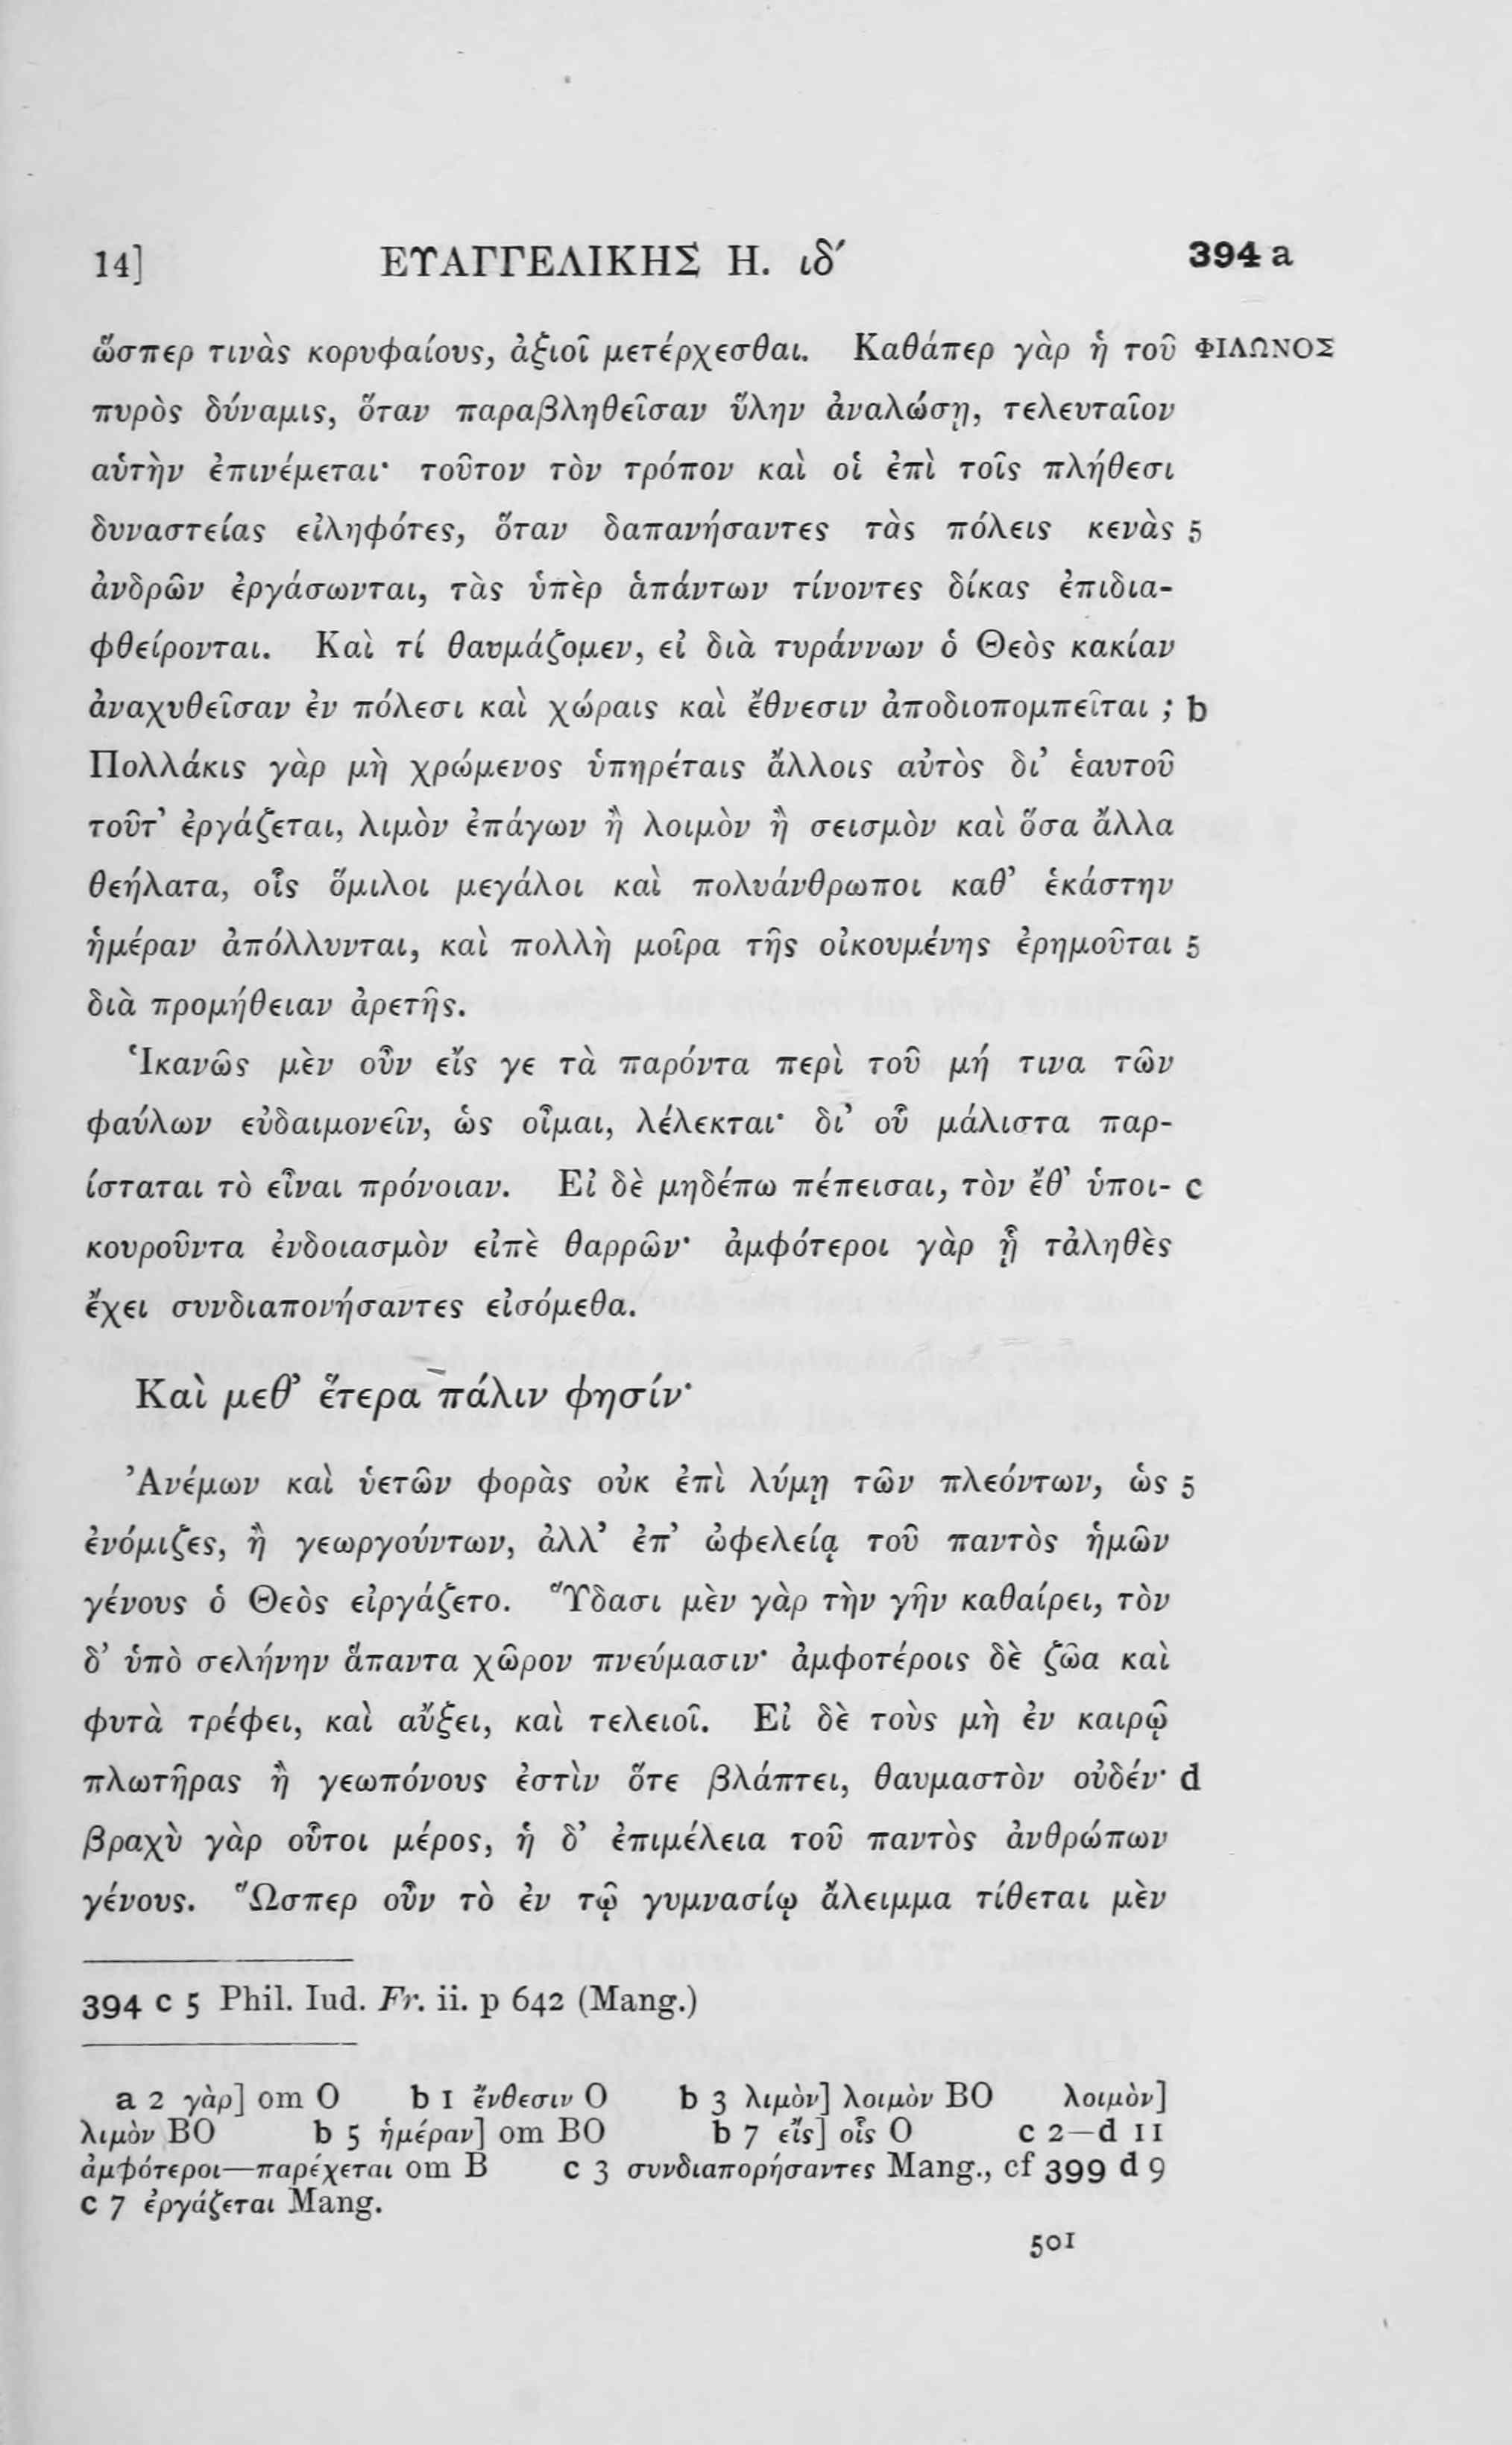 14] ΕΥΑΓΓΕΛΙΚΗΣ Η. ιδ′ 394 a
ὥσπερ τινὰς κορυφαίους, ἀξιοῖ μετέρχεσθαι. Καθάπερ γὰρ ἡ τοῦ ΦΙΛΩΝΟΣ
πυρὸς δύναμις, ὅταν παραβληθεῖσαν ὕλην ἀναλώσῃ, τελευταῖον
αὑτὴν ἐπινέμεται· τοῦτον τὸν τρόπον καὶ οἱ ἐπὶ τοῖς πλήθεσι
δυναστείας εἰληφότες, ὅταν δαπανήσαντες τὰς πόλεις κενὰς 5
ἀνδρῶν ἐργάσωνται, τὰς ὑπὲρ ἁπάντων τίνοντες δίκας ἐπιδια-
φθείρονται. Καὶ τί θαυμάζομεν, εἰ διὰ τυράννων ὁ Θεὸς κακίαν
ἀναχυθεῖσαν ἐν πόλεσι καὶ χώραις καὶ ἔθνεσιν ἀποδιοπομπεῖται ; b
Πολλάκις γὰρ μὴ χρώμενος ὑπηρέταις ἄλλοις αὐτὸς δι’ ἑαυτοῦ
τοῦτ’ ἐργάζεται, λιμὸν ἐπάγων ἢ λοιμὸν ἢ σεισμὸν καὶ ὅσα ἄλλα
θεήλατα, οἷς ὅμιλοι μεγάλοι καὶ πολυάνθρωποι καθ’ ἑκάστην
ἡμέραν ἀπόλλυνται, καὶ πολλὴ μοῖρα τῆς οἰκουμένης ἐρημοῦται 5
διὰ προμήθειαν ἀρετῆς.
Ἱκανῶς μὲν οὖν εἴς γε τὰ παρόντα περὶ τοῦ μή τινα τῶν
φαύλων εὐδαιμονεῖν, ὡς οἶμαι, λέλεκται· δι’ οὗ μάλιστα παρ-
ίσταται τὸ εἶναι πρόνοιαν. Εἰ δὲ μηδέπω πέπεισαι, τὸν ἔθ’ ὑποι- c
κουροῦντα ἐνδοιασμὸν εἰπὲ θαρρῶν· ἀμφότεροι γὰρ ᾗ τἀληθὲς
ἔχει συνδιαπονήσαντες εἰσόμεθα.
Καὶ μεθ’ ἕτερα πάλιν φησίν·
Ἀνέμων καὶ ὑετῶν φορὰς οὐκ ἐπὶ λύμῃ τῶν πλεόντων, ὡς 5
ἐνόμιζες, ἢ γεωργούντων, ἀλλ’ ἐπ’ ὠφελείᾳ τοῦ παντὸς ἡμῶν
γένους ὁ Θεὸς εἰργάζετο. Ὕδασι μὲν γὰρ τὴν γῆν καθαίρει, τὸν
δ’ ὑπὸ σελήνην ἅπαντα χῶρον πνεύμασιν· ἀμφοτέροις δὲ ζῶα καὶ
φυτὰ τρέφει, καὶ αὔξει, καὶ τελειοῖ. Εἰ δὲ τοὺς μὴ ἐν καιρῷ
πλωτῆρας ἢ γεωπόνους ἐστὶν ὅτε βλάπτει, θαυμαστὸν οὐδέν· d
βραχὺ γὰρ οὗτοι μέρος, ἡ δ’ ἐπιμέλεια τοῦ παντὸς ἀνθρώπων
γένους. Ὥσπερ οὖν τὸ ἐν τῷ γυμνασίῳ ἄλειμμα τίθεται μὲν
394 c 5 Phil. Iud. Fr. ii. p 642 (Mang.)
a 2 γὰρ] om O b 1 ἔνθεσιν O b 3 λιμὸν] λοιμὸν BO λοιμὸν]
λιμὸν BO b 5 ἡμέραν] om BO b 7 εἴς] οἷς O c 2—d 11
ἀμφότεροι—παρέχεται om B c 3 συνδιαπορήσαντες Mang., cf 399 d 9
c 7 ἐργάζεται Mang.
501